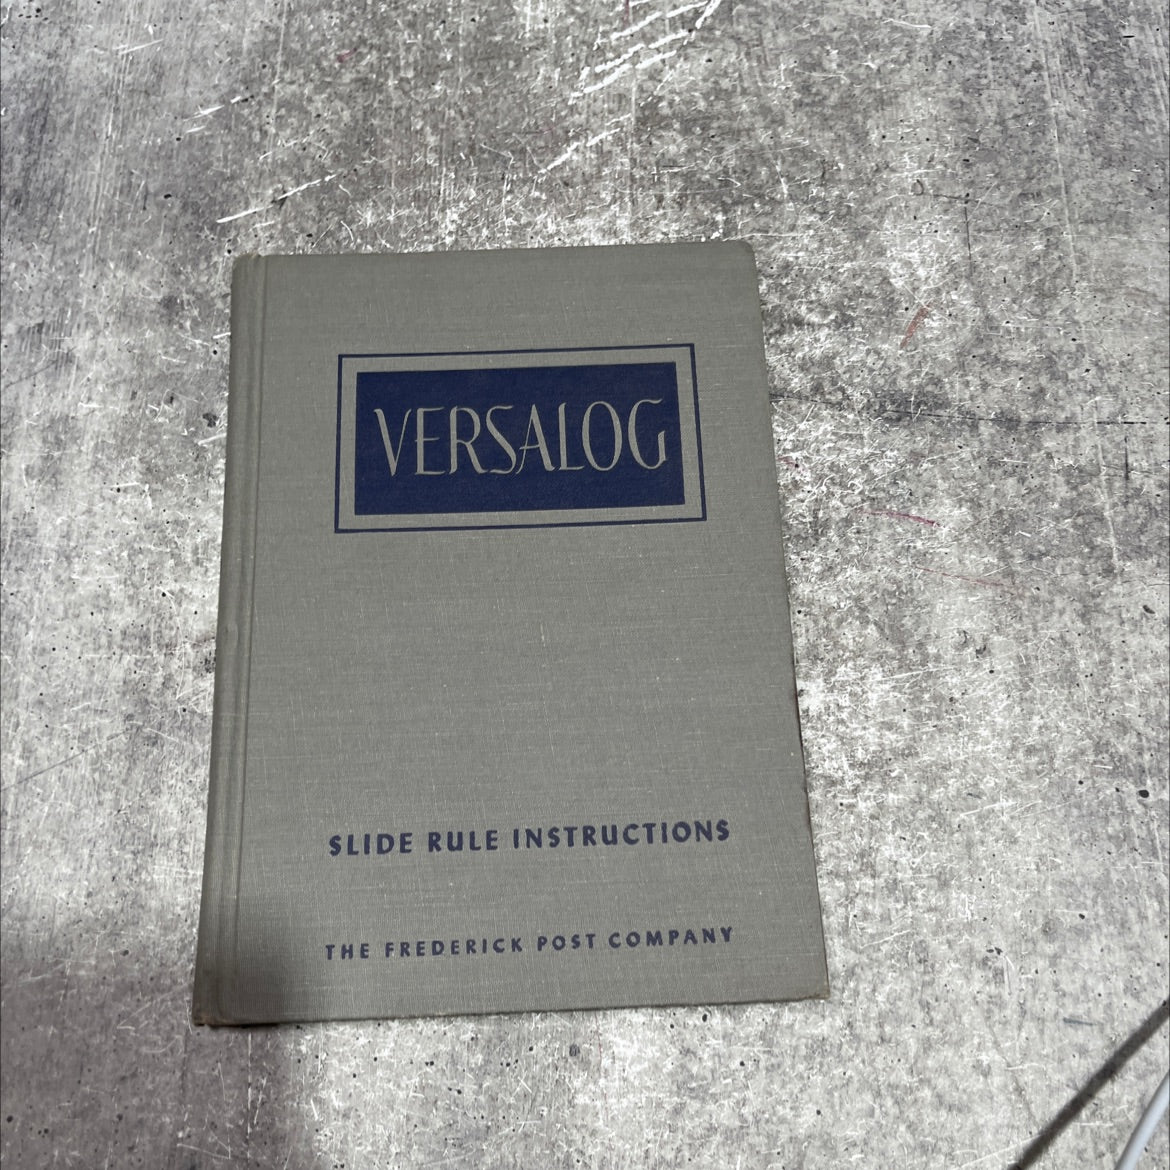 VERSALOG
SLIDE RULE INSTRUCTIONS
THE FREDERICK POST COMPANY